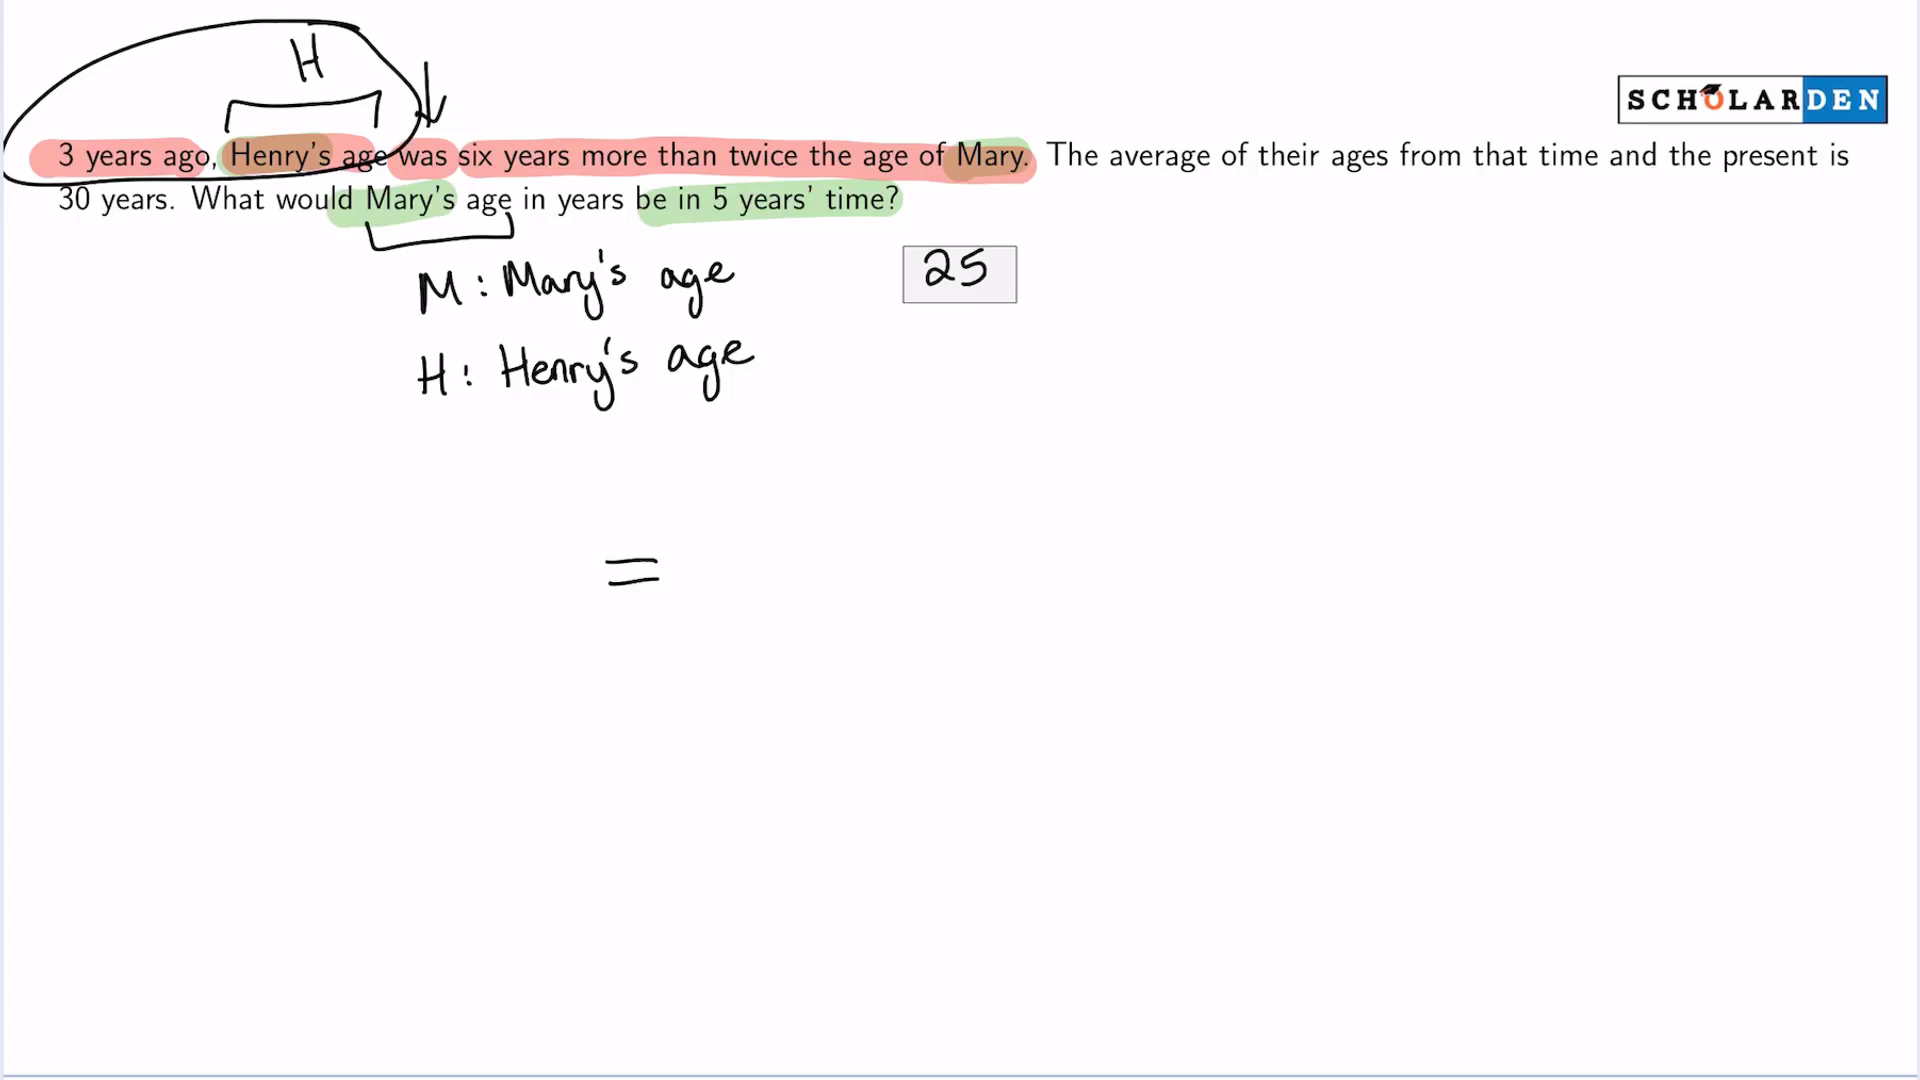 H
SCHOLARDEN
3 years ago, Henry's age was six years more than twice the age of Mary. The average of their ages from that time and the present is
30 years. What would Mary's age in years be in 5 years' time?
M : Mary's age
25
H : Henry's age
=